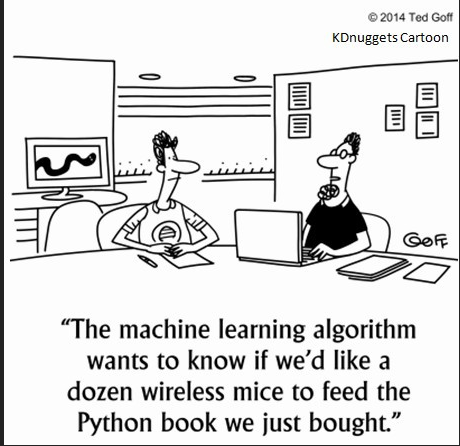 © 2014 Ted Goff
KDnuggets Cartoon
GOFF
“The machine learning algorithm
wants to know if we’d like a
dozen wireless mice to feed the
Python book we just bought.”